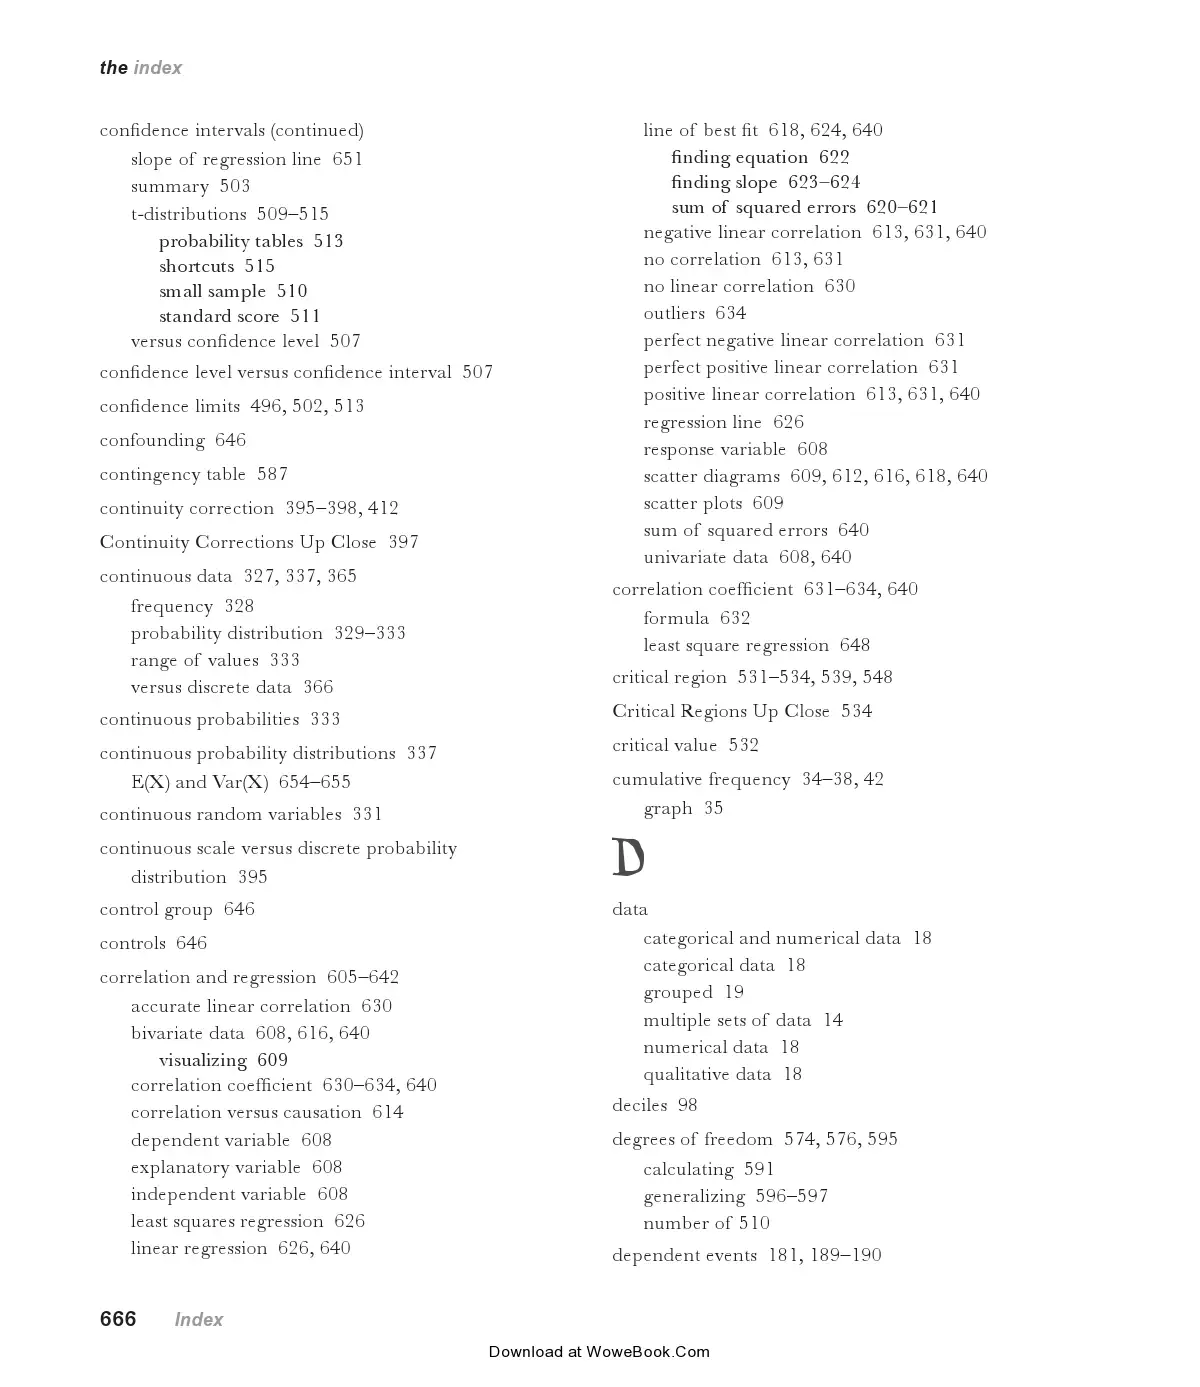 the index
confidence intervals (continued)
slope of regression line 651
summary 503
t-distributions 509–515
probability tables 513
shortcuts 515
small sample 510
standard score 511
versus confidence level 507
confidence level versus confidence interval 507
confidence limits 496, 502, 513
confounding 646
contingency table 587
continuity correction 395–398, 412
Continuity Corrections Up Close 397
continuous data 327, 337, 365
frequency 328
probability distribution 329–333
range of values 333
versus discrete data 366
continuous probabilities 333
continuous probability distributions 337
E(X) and Var(X) 654–655
continuous random variables 331
continuous scale versus discrete probability
distribution 395
control group 646
controls 646
correlation and regression 605–642
accurate linear correlation 630
bivariate data 608, 616, 640
visualizing 609
correlation coefficient 630–634, 640
correlation versus causation 614
dependent variable 608
explanatory variable 608
independent variable 608
least squares regression 626
linear regression 626, 640
line of best fit 618, 624, 640
finding equation 622
finding slope 623–624
sum of squared errors 620–621
negative linear correlation 613, 631, 640
no correlation 613, 631
no linear correlation 630
outliers 634
perfect negative linear correlation 631
perfect positive linear correlation 631
positive linear correlation 613, 631, 640
regression line 626
response variable 608
scatter diagrams 609, 612, 616, 618, 640
scatter plots 609
sum of squared errors 640
univariate data 608, 640
correlation coefficient 631–634, 640
formula 632
least square regression 648
critical region 531–534, 539, 548
Critical Regions Up Close 534
critical value 532
cumulative frequency 34–38, 42
graph 35
D
data
categorical and numerical data 18
categorical data 18
grouped 19
multiple sets of data 14
numerical data 18
qualitative data 18
deciles 98
degrees of freedom 574, 576, 595
calculating 591
generalizing 596–597
number of 510
dependent events 181, 189–190
666 Index
Download at WoweBook.Com